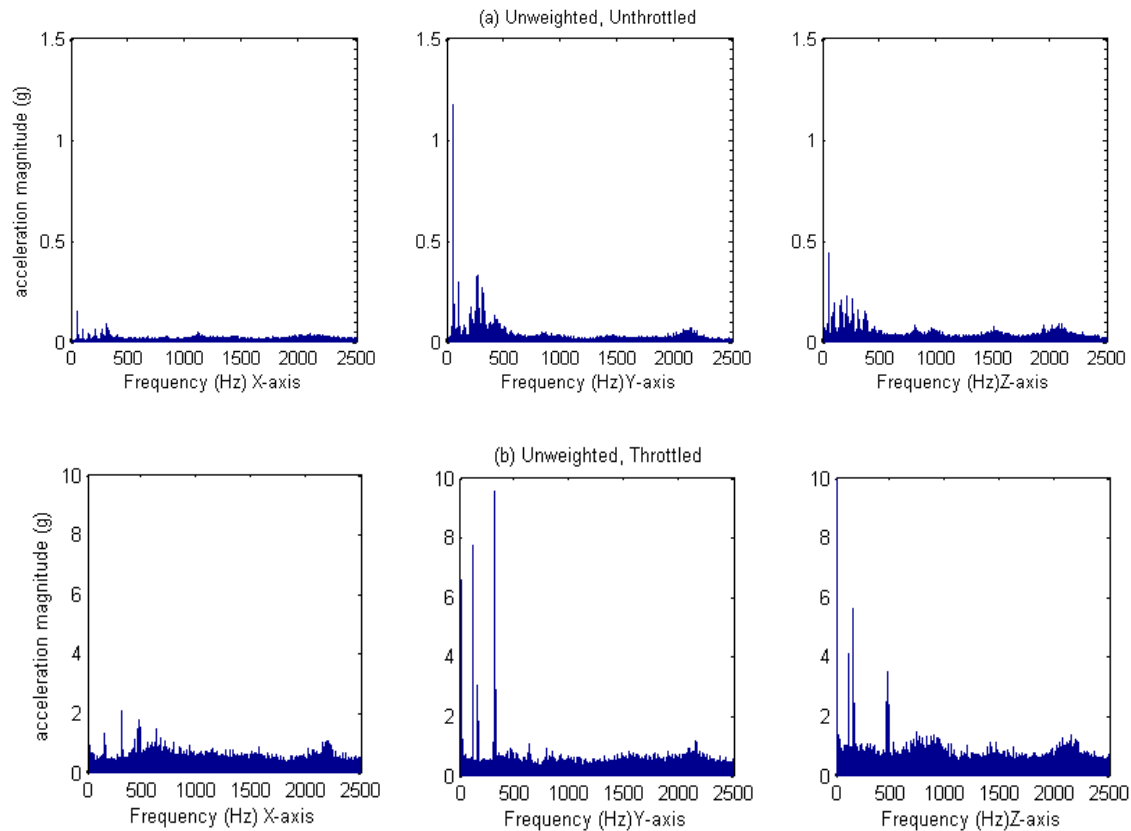 (a) Unweighted, Unthrottled
acceleration magnitude (g)
1.5
1
0.5
0
0 500 1000 1500 2000 2500
Frequency (Hz) X-axis
1.5
1
0.5
0
0 500 1000 1500 2000 2500
Frequency (Hz)Y-axis
1.5
1
0.5
0
0 500 1000 1500 2000 2500
Frequency (Hz)Z-axis
(b) Unweighted, Throttled
acceleration magnitude (g)
10
8
6
4
2
0
0 500 1000 1500 2000 2500
Frequency (Hz) X-axis
10
8
6
4
2
0
0 500 1000 1500 2000 2500
Frequency (Hz)Y-axis
10
8
6
4
2
0
0 500 1000 1500 2000 2500
Frequency (Hz)Z-axis